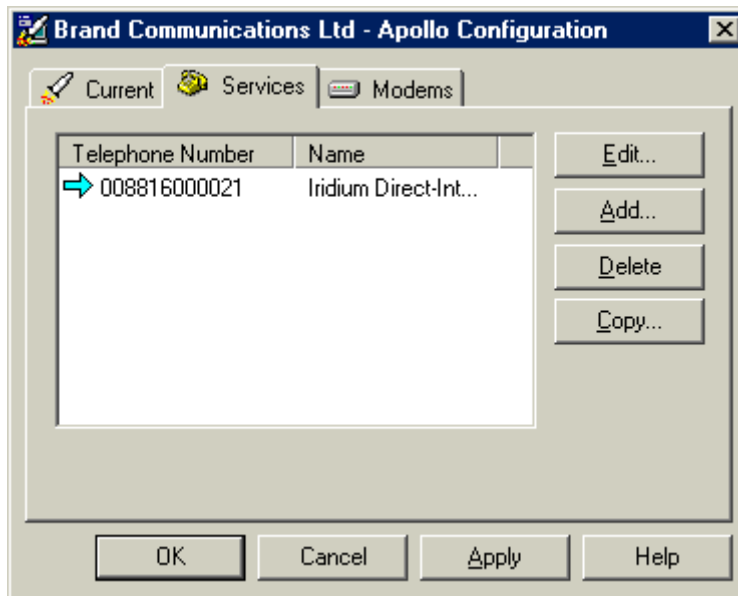 Brand Communications Ltd - Apollo Configuration
Current Services Modems
Telephone Number Name
008816000021 Iridium Direct-Int...
Edit...
Add...
Delete
Copy...
OK Cancel Apply Help